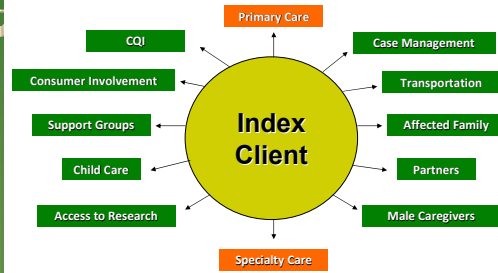 Primary Care
CQI
Case Management
Consumer Involvement
Transportation
Support Groups
Index
Client
Affected Family
Child Care
Partners
Access to Research
Male Caregivers
Specialty Care